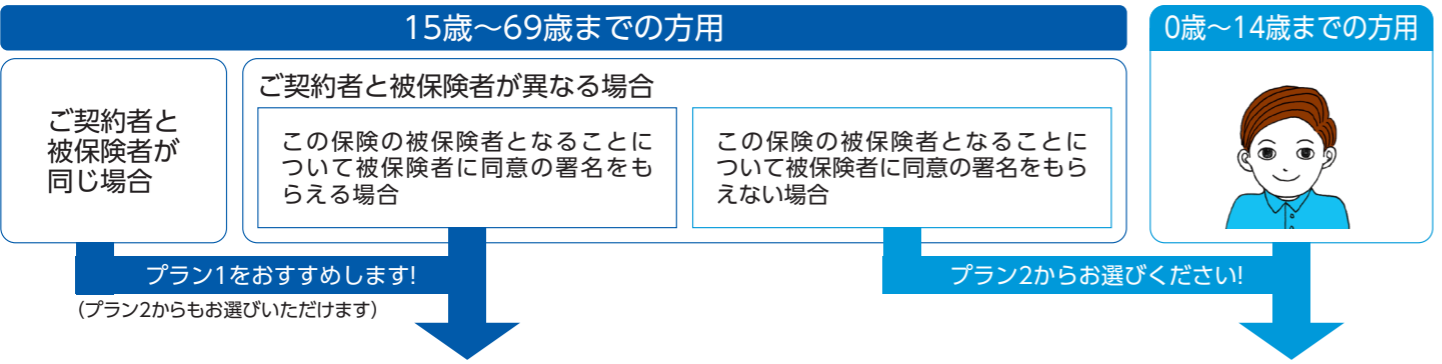 15歳～69歳までの方用
0歳～14歳までの方用
ご契約者と
被保険者が
同じ場合
ご契約者と被保険者が異なる場合
この保険の被保険者となることに
ついて被保険者に同意の署名をも
らえる場合
この保険の被保険者となることに
ついて被保険者に同意の署名をもら
えない場合
プラン1をおすすめします!
(プラン2からもお選びいただけます)
プラン2からお選びください!